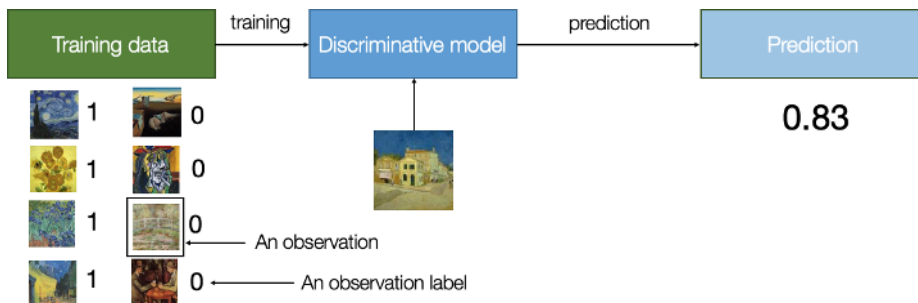 Training data
training
Discriminative model
prediction
Prediction
1
0
0.83
1
0
1
0
An observation
1
0
An observation label